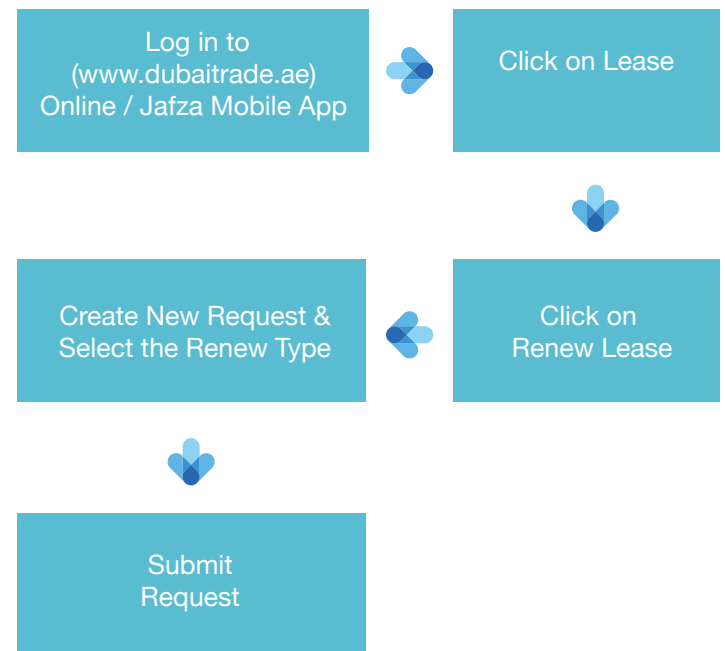 Log in to
(www.dubaitrade.ae)
Online / Jafza Mobile App
Click on Lease
Click on
Renew Lease
Create New Request &
Select the Renew Type
Submit
Request